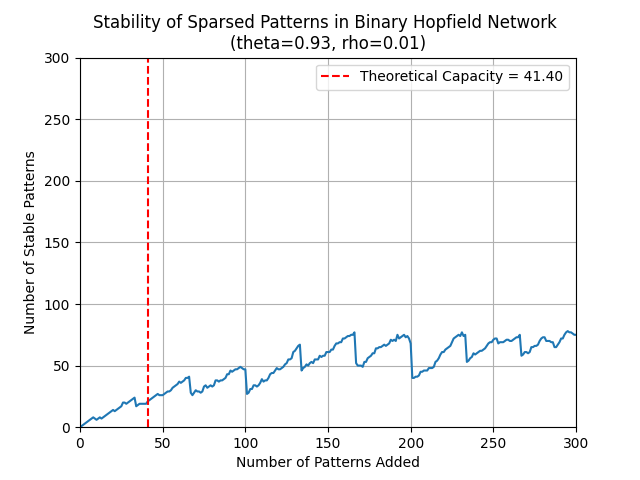 Stability of Sparsed Patterns in Binary Hopfield Network
(theta=0.93, rho=0.01)
Theoretical Capacity = 41.40
Number of Stable Patterns
300
250
200
150
100
50
0
0 50 100 150 200 250 300
Number of Patterns Added